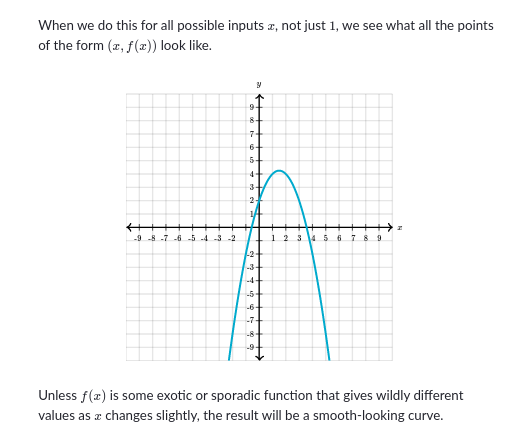 When we do this for all possible inputs x, not just 1, we see what all the points
of the form (x, f(x)) look like.
y
9
8
7
6
5
4
3
2
1
-9 -8 -7 -6 -5 -4 -3 -2 1 2 3 4 5 6 7 8 9 x
-2
-3
-4
-5
-6
-7
-8
-9
Unless f(x) is some exotic or sporadic function that gives wildly different
values as x changes slightly, the result will be a smooth-looking curve.